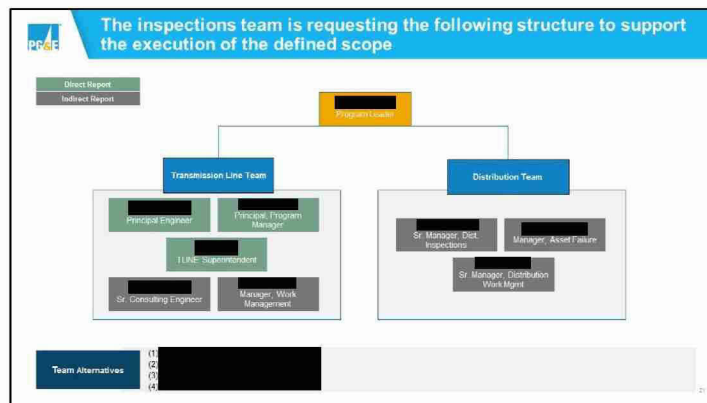 PG&E
The inspections team is requesting the following structure to support
the execution of the defined scope
Direct Report
Indirect Report
Program Leader
Transmission Line Team
Distribution Team
Principal Engineer
Principal, Program
Manager
TLINE Superintendent
Sr. Consulting Engineer
Manager, Work
Management
Sr. Manager, Dist.
Inspections
Manager, Asset Failure
Sr. Manager, Distribution
Work Mgmt
Team Alternatives
(1)
(2)
(3)
(4)